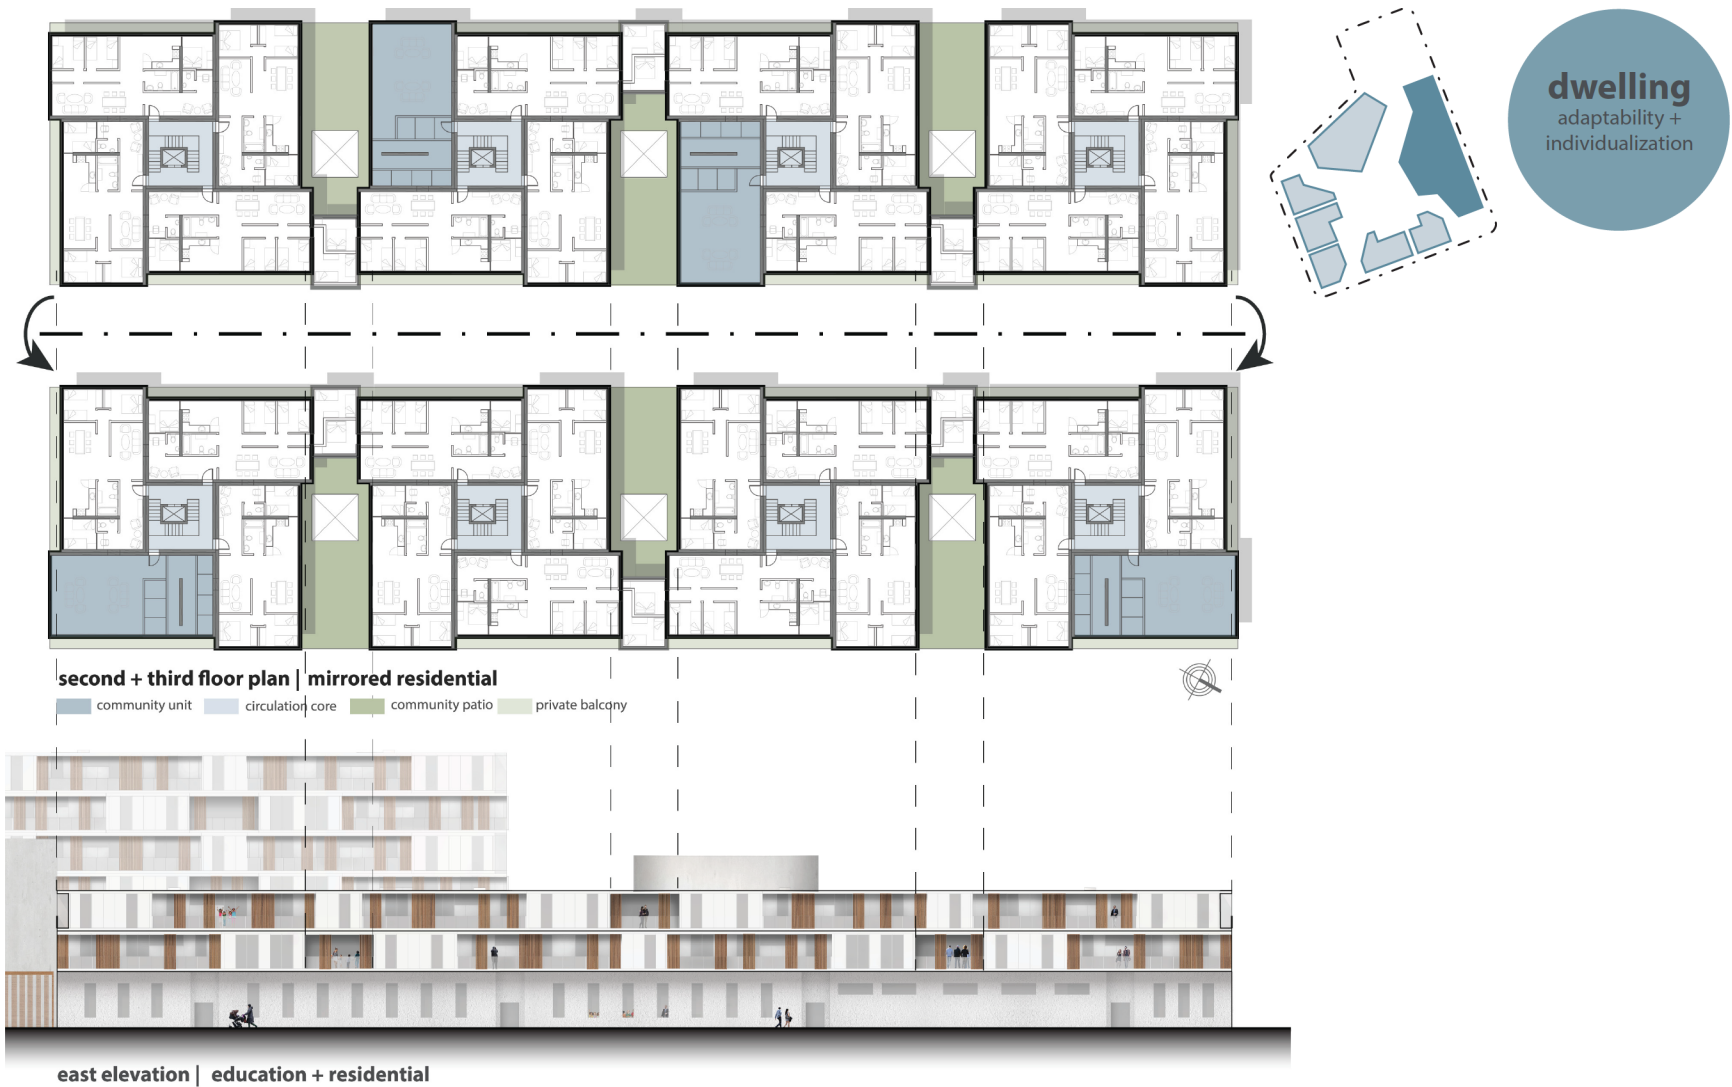 dwelling
adaptability +
individualization
second + third floor plan | mirrored residential
community unit
circulation core
community patio
private balcony
east elevation | education + residential